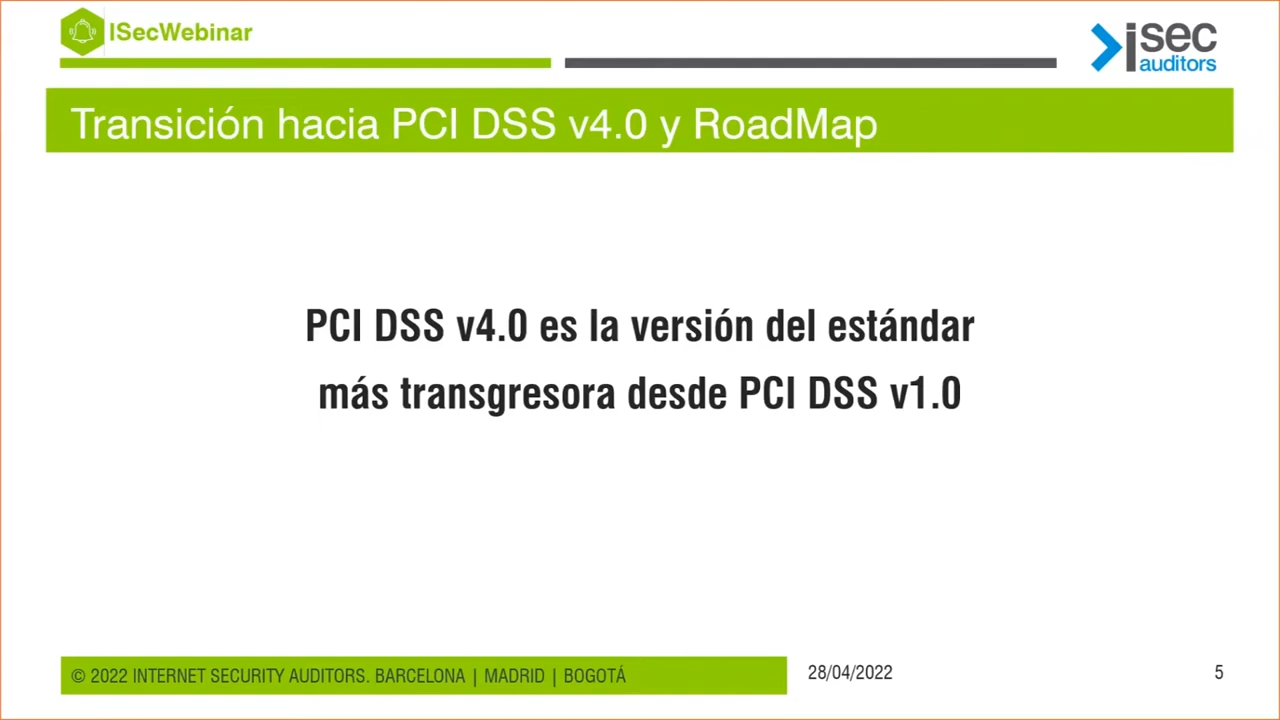 ISecWebinar
isec
auditors
Transición hacia PCI DSS v4.0 y RoadMap
PCI DSS v4.0 es la versión del estándar
más transgresora desde PCI DSS v1.0
© 2022 INTERNET SECURITY AUDITORS. BARCELONA | MADRID | BOGOTÁ
28/04/2022
5